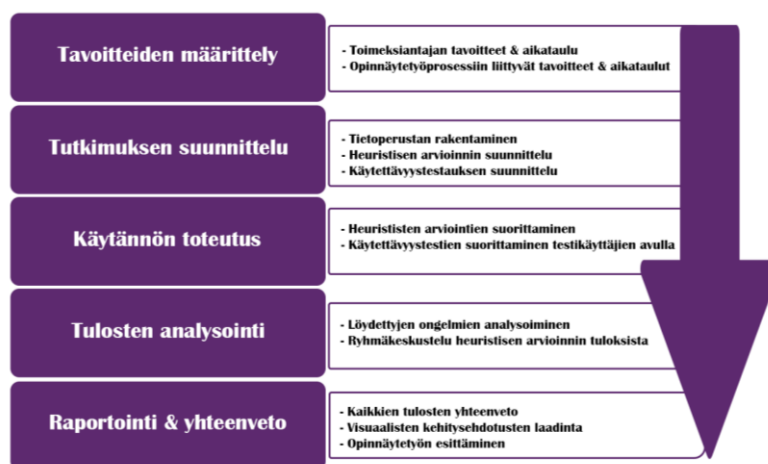 Tavoitteiden määrittely
- Toimeksiantajan tavoitteet & aikataulu
- Opinnäytetyöprosessiin liittyvät tavoitteet & aikataulut
Tutkimuksen suunnittelu
- Tietoperustan rakentaminen
- Heuristisen arvioinnin suunnittelu
- Käytettävyystestauksen suunnittelu
Käytännön toteutus
- Heurististen arviointien suorittaminen
- Käytettävyystestien suorittaminen testikäyttäjien avulla
Tulosten analysointi
- Löydettyjen ongelmien analysoiminen
- Ryhmäkeskustelu heuristisen arvioinnin tuloksista
Raportointi & yhteenveto
- Kaikkien tulosten yhteenveto
- Visuaalisten kehitysehdotusten laadinta
- Opinnäytetyön esittäminen